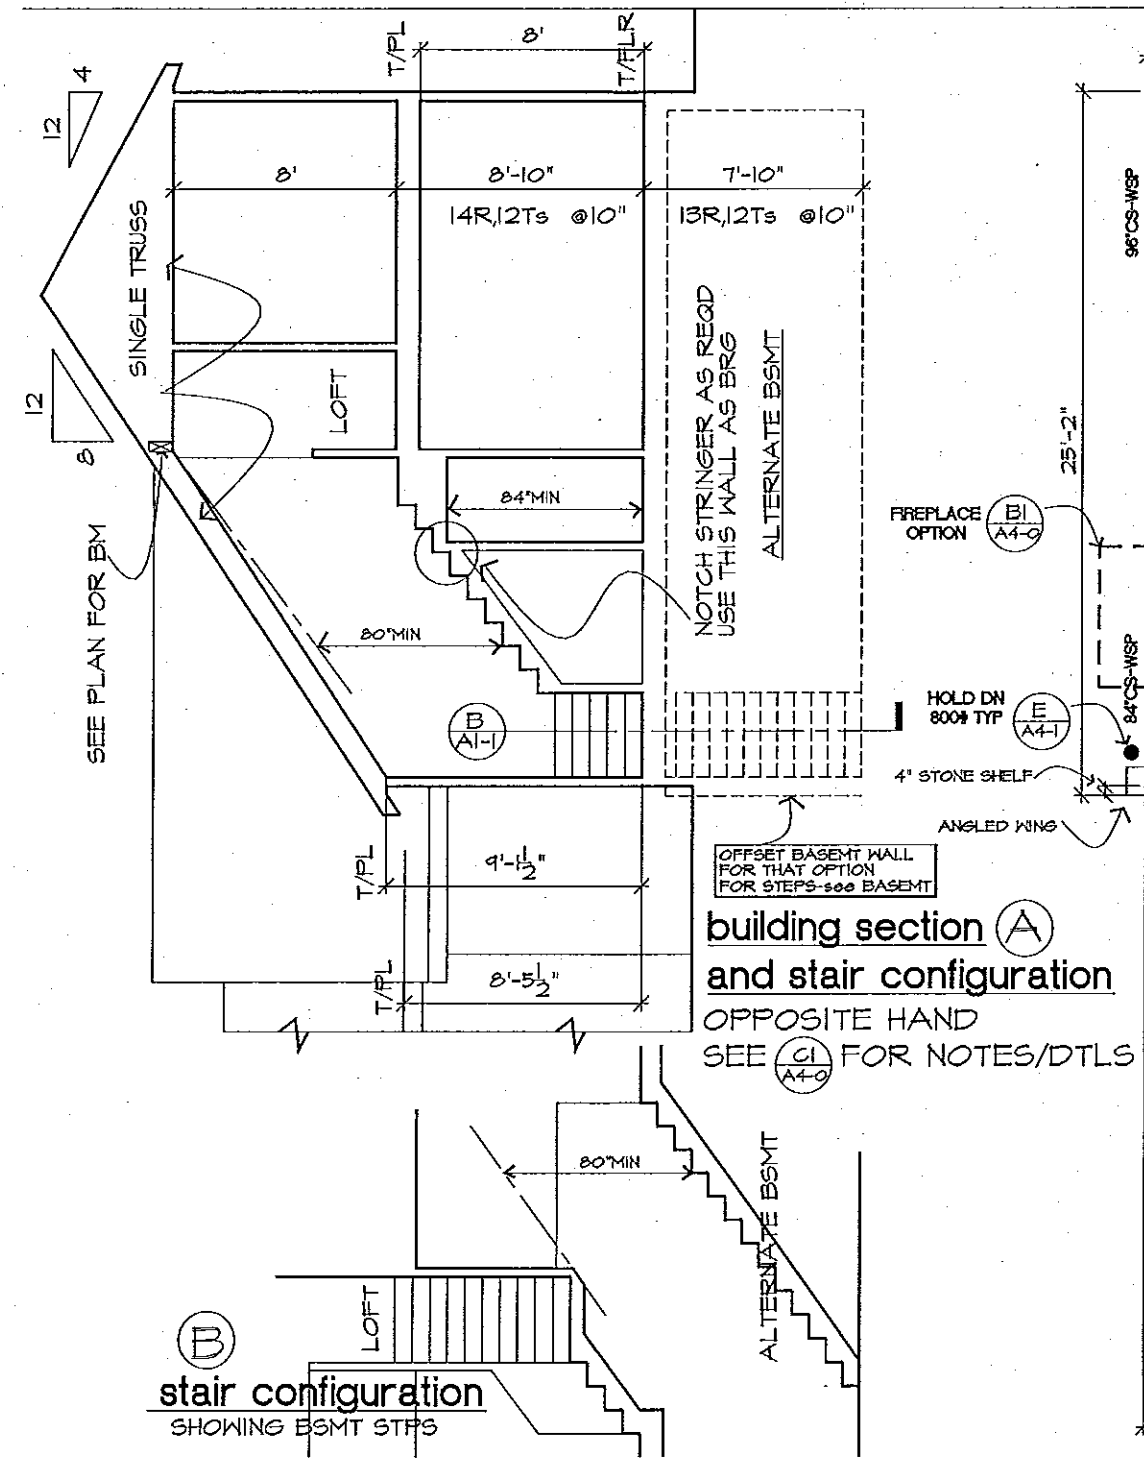 4
12
T/PL
8'
T/FLR
SINGLE TRUSS
8'
8'-10"
7'-10"
14R,12Ts @10"
13R,12Ts @10"
96"CS-WSP
12
8
LOFT
NOTCH STRINGER AS REQD
USE THIS WALL AS BRG
ALTERNATE BSMT
25'-2"
84"MIN
FIREPLACE
OPTION
B1
A4-0
SEE PLAN FOR BM
80"MIN
84"CS-WSP
B
A1-1
HOLD DN
800# TYP
E
A4-1
4" STONE SHELF
ANGLED WING
T/PL
9'-1 1/2"
OFFSET BASEMT WALL
FOR THAT OPTION
FOR STEPS-see BASEMT
building section A
and stair configuration
T/PL
8'-5 1/2"
OPPOSITE HAND
SEE C1 FOR NOTES/DTLS
A4-0
80"MIN
ALTERNATE BSMT
LOFT
B
stair configuration
SHOWING BSMT STPS